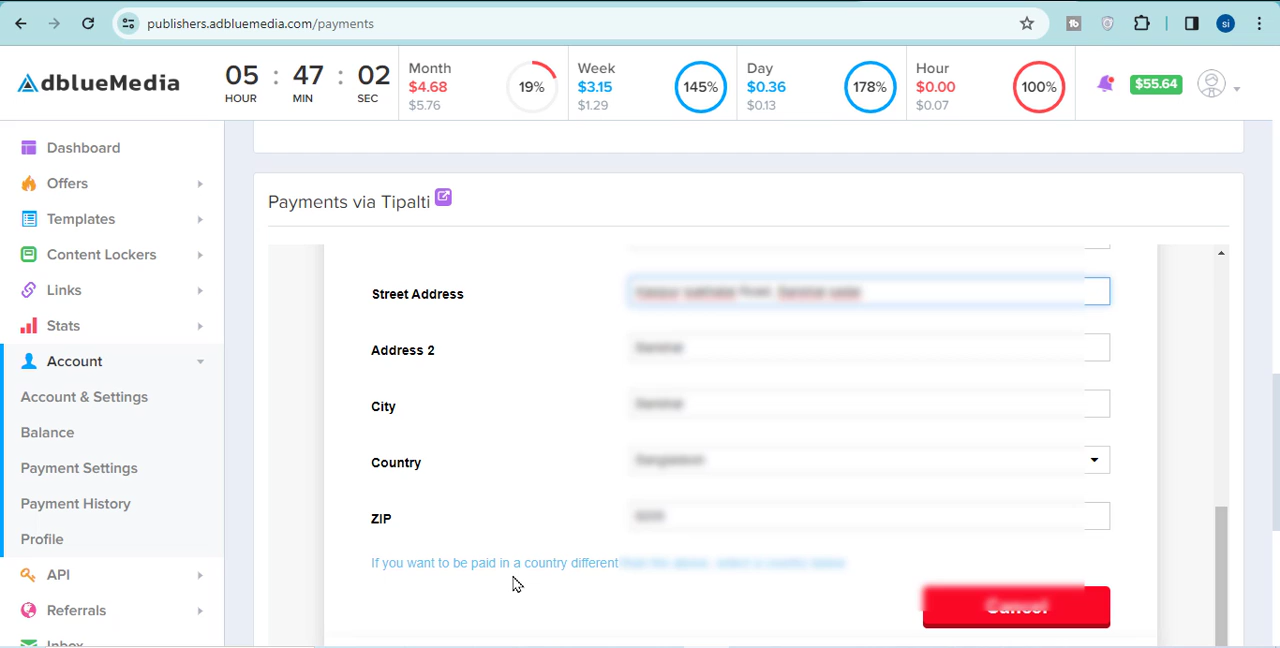 publishers.adbluemedia.com/payments
si
dblueMedia
05 : 47 : 02
HOUR MIN SEC
Month
$4.68
$5.76
19%
Week
$3.15
$1.29
145%
Day
$0.36
$0.13
178%
Hour
$0.00
$0.07
100%
$55.64
Dashboard
Offers
Templates
Content Lockers
Links
Stats
Account
Account & Settings
Balance
Payment Settings
Payment History
Profile
API
Referrals
Inbox
Payments via Tipalti
Street Address
Address 2
City
Country
ZIP
If you want to be paid in a country different
Cancel